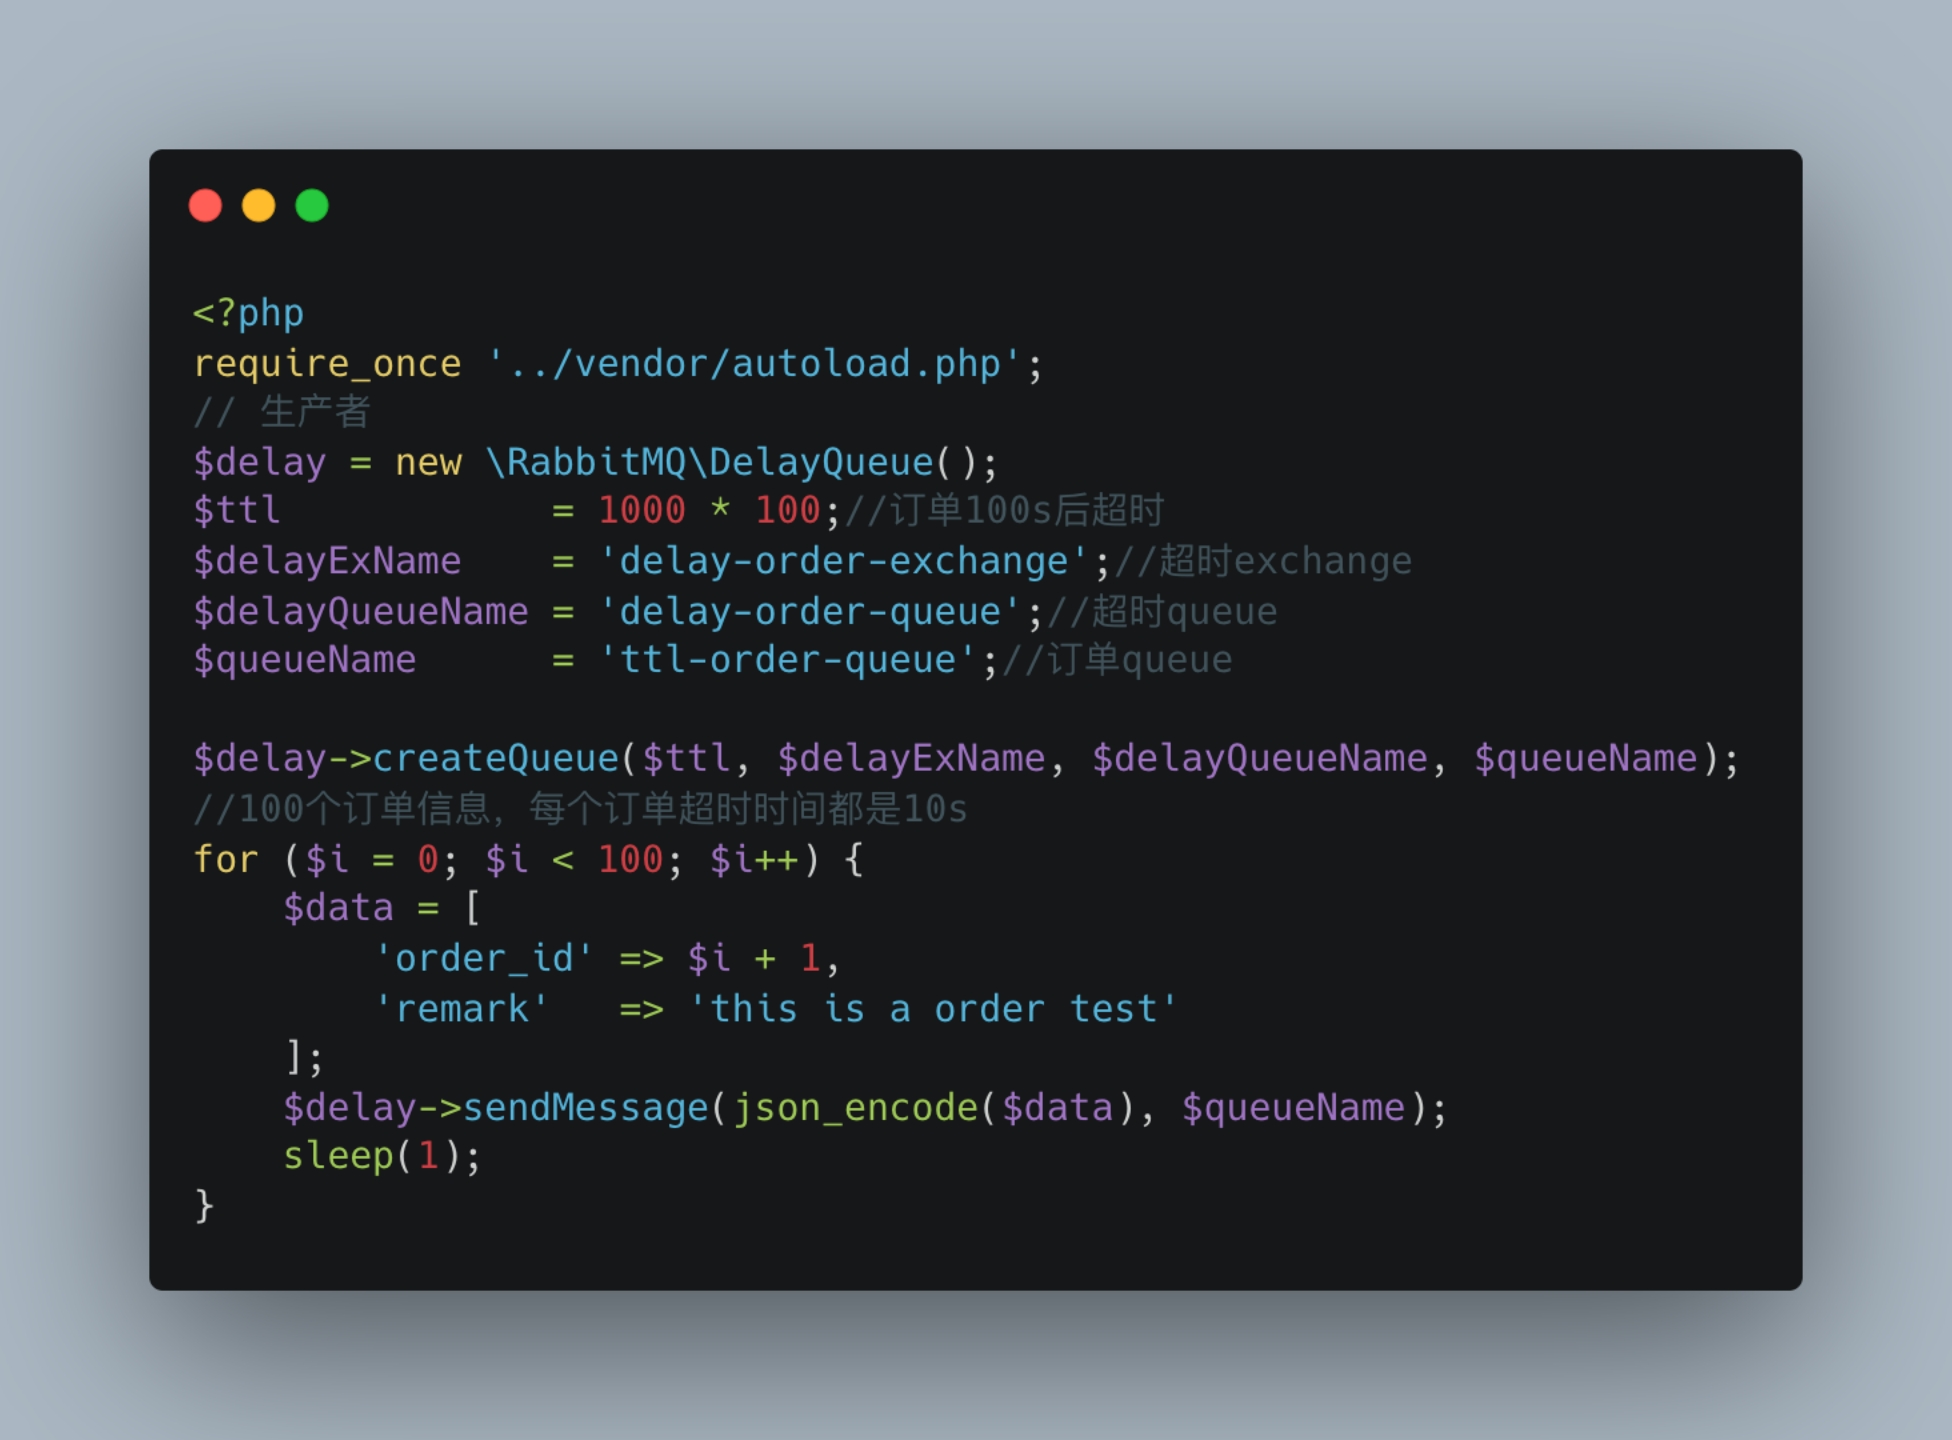 <?php
require_once '../vendor/autoload.php';
// 生产者
$delay = new \RabbitMQ\DelayQueue();
$ttl            = 1000 * 100;//订单100s后超时
$delayExName    = 'delay-order-exchange';//超时exchange
$delayQueueName = 'delay-order-queue';//超时queue
$queueName      = 'ttl-order-queue';//订单queue

$delay->createQueue($ttl, $delayExName, $delayQueueName, $queueName);
//100个订单信息，每个订单超时时间都是10s
for ($i = 0; $i < 100; $i++) {
    $data = [
        'order_id' => $i + 1,
        'remark'   => 'this is a order test'
    ];
    $delay->sendMessage(json_encode($data), $queueName);
    sleep(1);
}